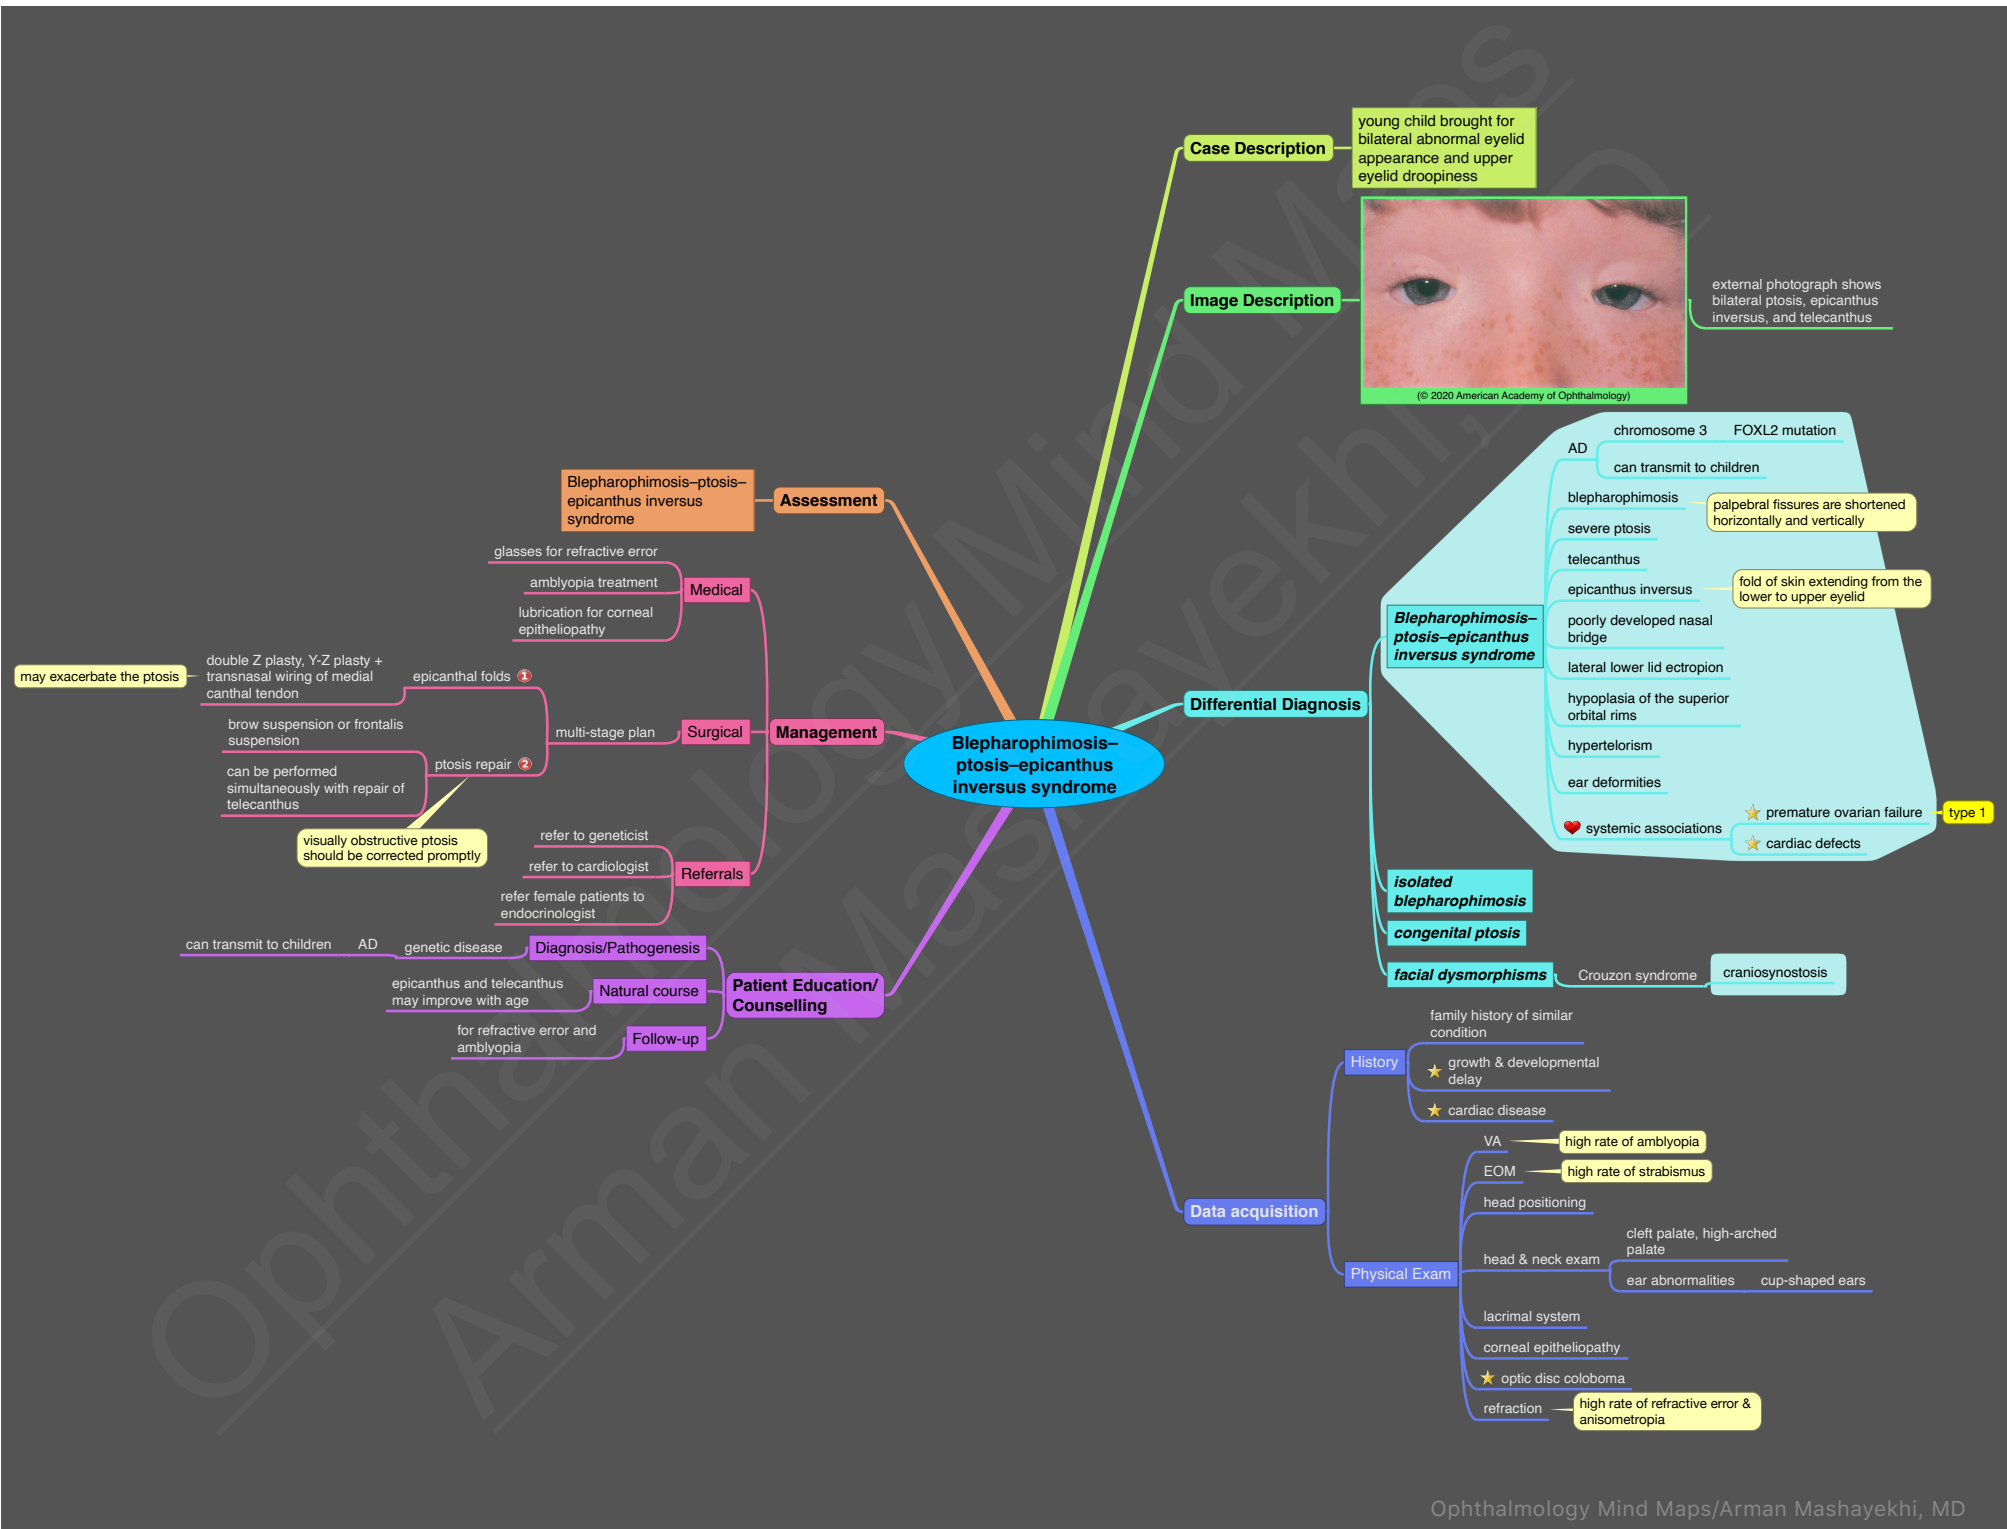 Case Description
young child brought for
bilateral abnormal eyelid
appearance and upper
eyelid droopiness
Image Description
(© 2020 American Academy of Ophthalmology)
external photograph shows
bilateral ptosis, epicanthus
inversus, and telecanthus
Differential Diagnosis
Blepharophimosis–
ptosis–epicanthus
inversus syndrome
AD
chromosome 3
FOXL2 mutation
can transmit to children
blepharophimosis
palpebral fissures are shortened
horizontally and vertically
severe ptosis
telecanthus
epicanthus inversus
fold of skin extending from the
lower to upper eyelid
poorly developed nasal
bridge
lateral lower lid ectropion
hypoplasia of the superior
orbital rims
hypertelorism
ear deformities
systemic associations
premature ovarian failure
type 1
cardiac defects
isolated
blepharophimosis
congenital ptosis
facial dysmorphisms
Crouzon syndrome
craniosynostosis
Data acquisition
History
family history of similar
condition
growth & developmental
delay
cardiac disease
Physical Exam
VA
high rate of amblyopia
EOM
high rate of strabismus
head positioning
head & neck exam
cleft palate, high-arched
palate
ear abnormalities
cup-shaped ears
lacrimal system
corneal epitheliopathy
optic disc coloboma
refraction
high rate of refractive error &
anisometropia
Blepharophimosis–
ptosis–epicanthus
inversus syndrome
Assessment
Blepharophimosis–ptosis–
epicanthus inversus
syndrome
Management
Medical
glasses for refractive error
amblyopia treatment
lubrication for corneal
epitheliopathy
Surgical
multi-stage plan
epicanthal folds 1
double Z plasty, Y-Z plasty +
transnasal wiring of medial
canthal tendon
may exacerbate the ptosis
ptosis repair 2
brow suspension or frontalis
suspension
can be performed
simultaneously with repair of
telecanthus
visually obstructive ptosis
should be corrected promptly
Referrals
refer to geneticist
refer to cardiologist
refer female patients to
endocrinologist
Patient Education/
Counselling
Diagnosis/Pathogenesis
genetic disease
AD
can transmit to children
Natural course
epicanthus and telecanthus
may improve with age
Follow-up
for refractive error and
amblyopia
Ophthalmology Mind Maps
Arman Mashayekhi, MD
Ophthalmology Mind Maps/Arman Mashayekhi, MD